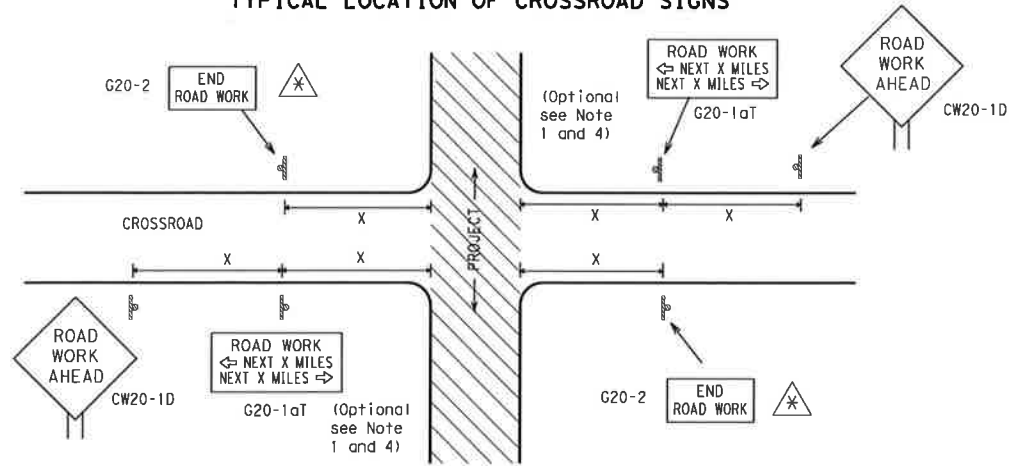 TYPICAL LOCATION OF CROSSROAD SIGNS
G20-2
END
ROAD WORK
*
(Optional
see Note
1 and 4)
ROAD WORK
⇦ NEXT X MILES
NEXT X MILES ⇨
G20-1aT
ROAD
WORK
AHEAD
CW20-1D
X
X
X
CROSSROAD
PROJECT
X
X
X
ROAD
WORK
AHEAD
CW20-1D
ROAD WORK
⇦ NEXT X MILES
NEXT X MILES ⇨
G20-1aT
(Optional
see Note
1 and 4)
G20-2
END
ROAD WORK
*